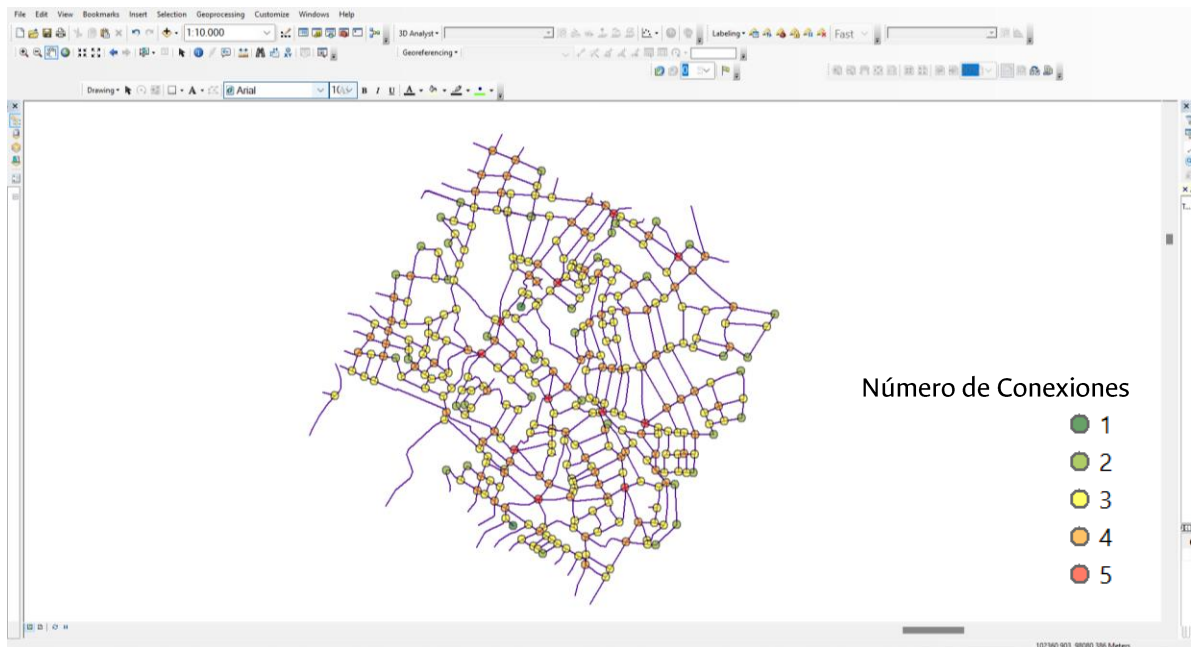 File Edit View Bookmarks Insert Selection Geoprocessing Customize Windows Help
1:10.000
3D Analyst
Labeling
Fast
Georeferencing
Drawing
A
Arial
10
B I U A
T...
Número de Conexiones
1
2
3
4
5